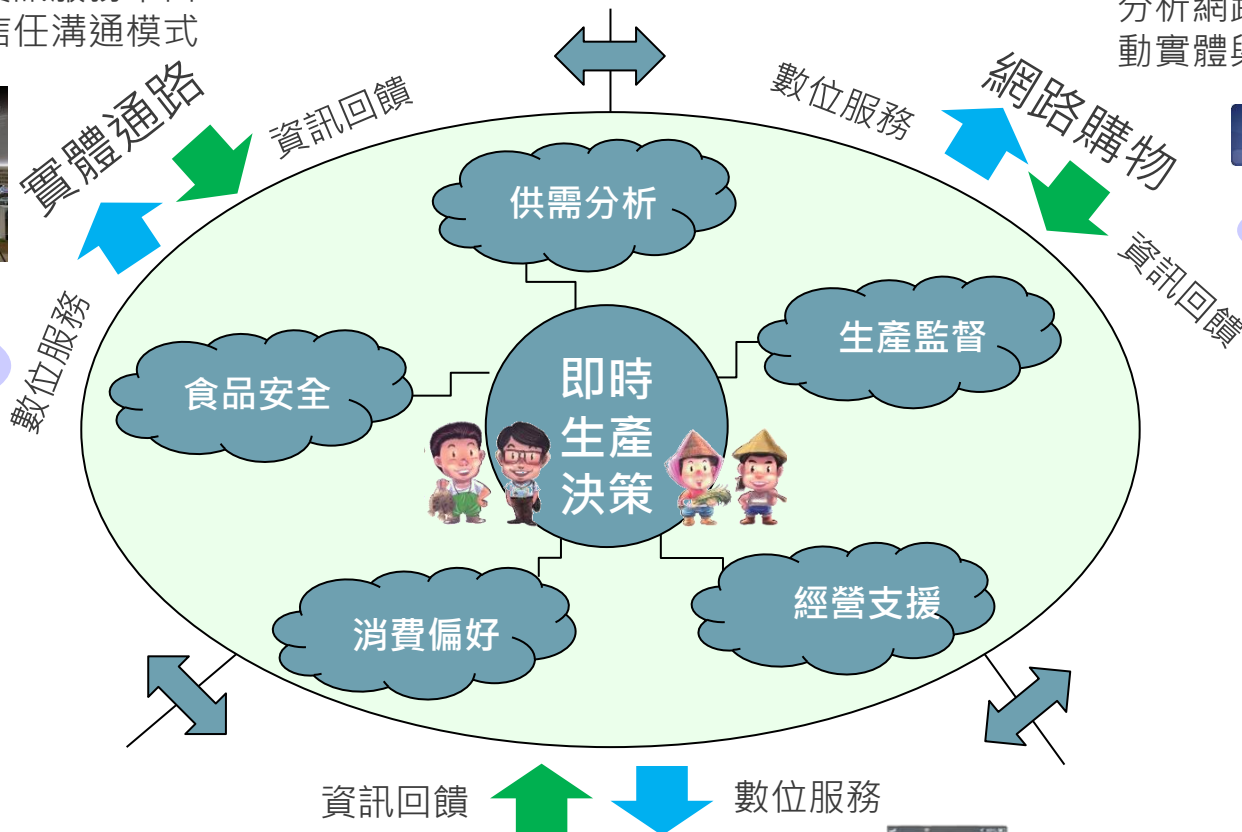 信任溝通模式
分析網路
動實體與
實體通路
資訊回饋
數位服務
網路購物
數位服務
資訊回饋
供需分析
生產監督
食品安全
即時
生產
決策
消費偏好
經營支援
資訊回饋
數位服務